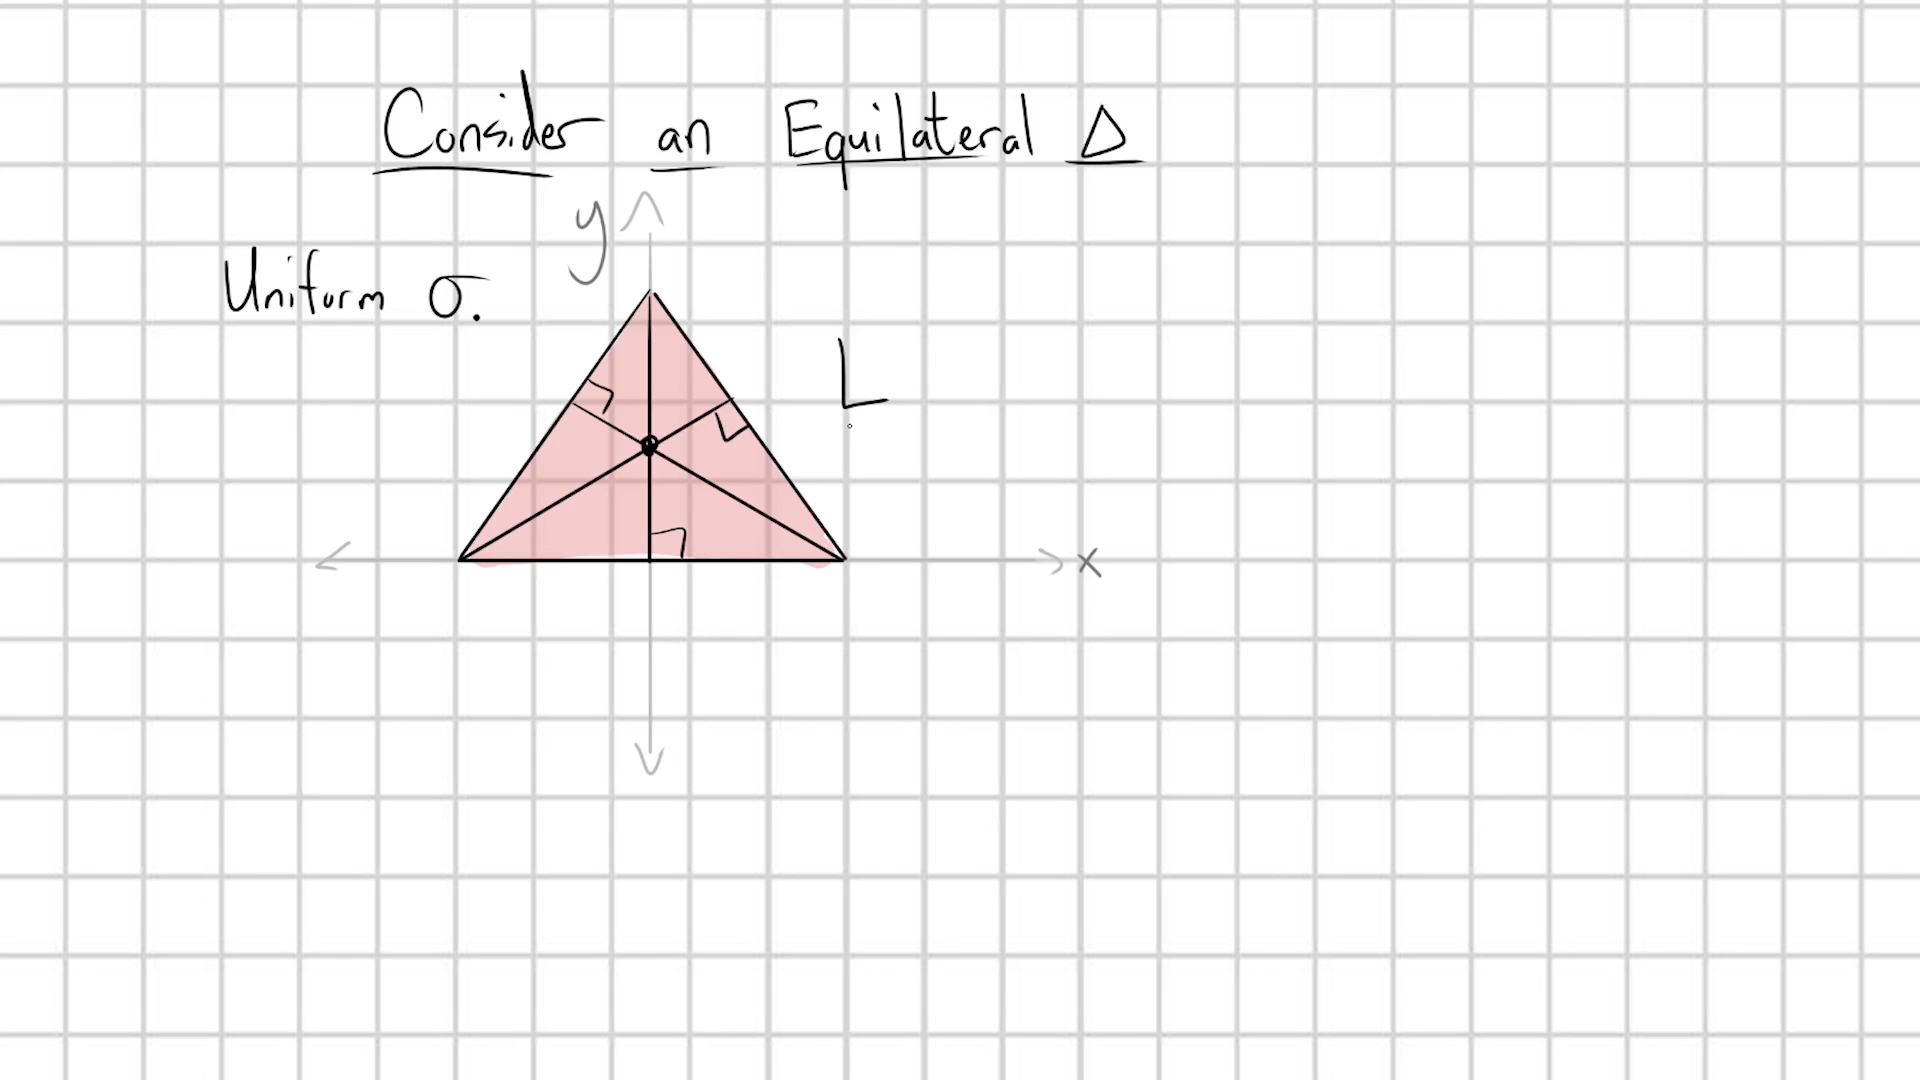 Consider an Equilateral Δ
y
Uniform σ.
L
x